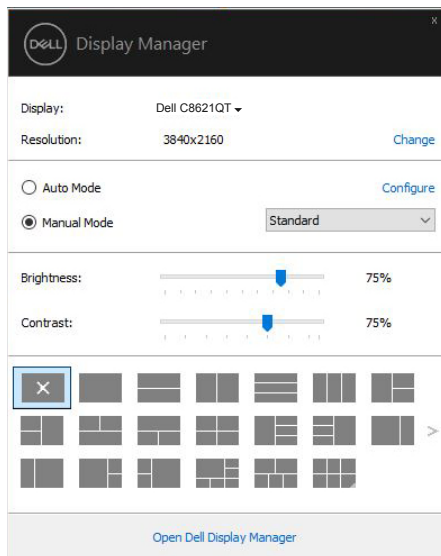 DELL Display Manager
x
Display: Dell C8621QT
Resolution: 3840x2160 Change
Auto Mode Configure
Manual Mode Standard
Brightness: 75%
Contrast: 75%
Open Dell Display Manager